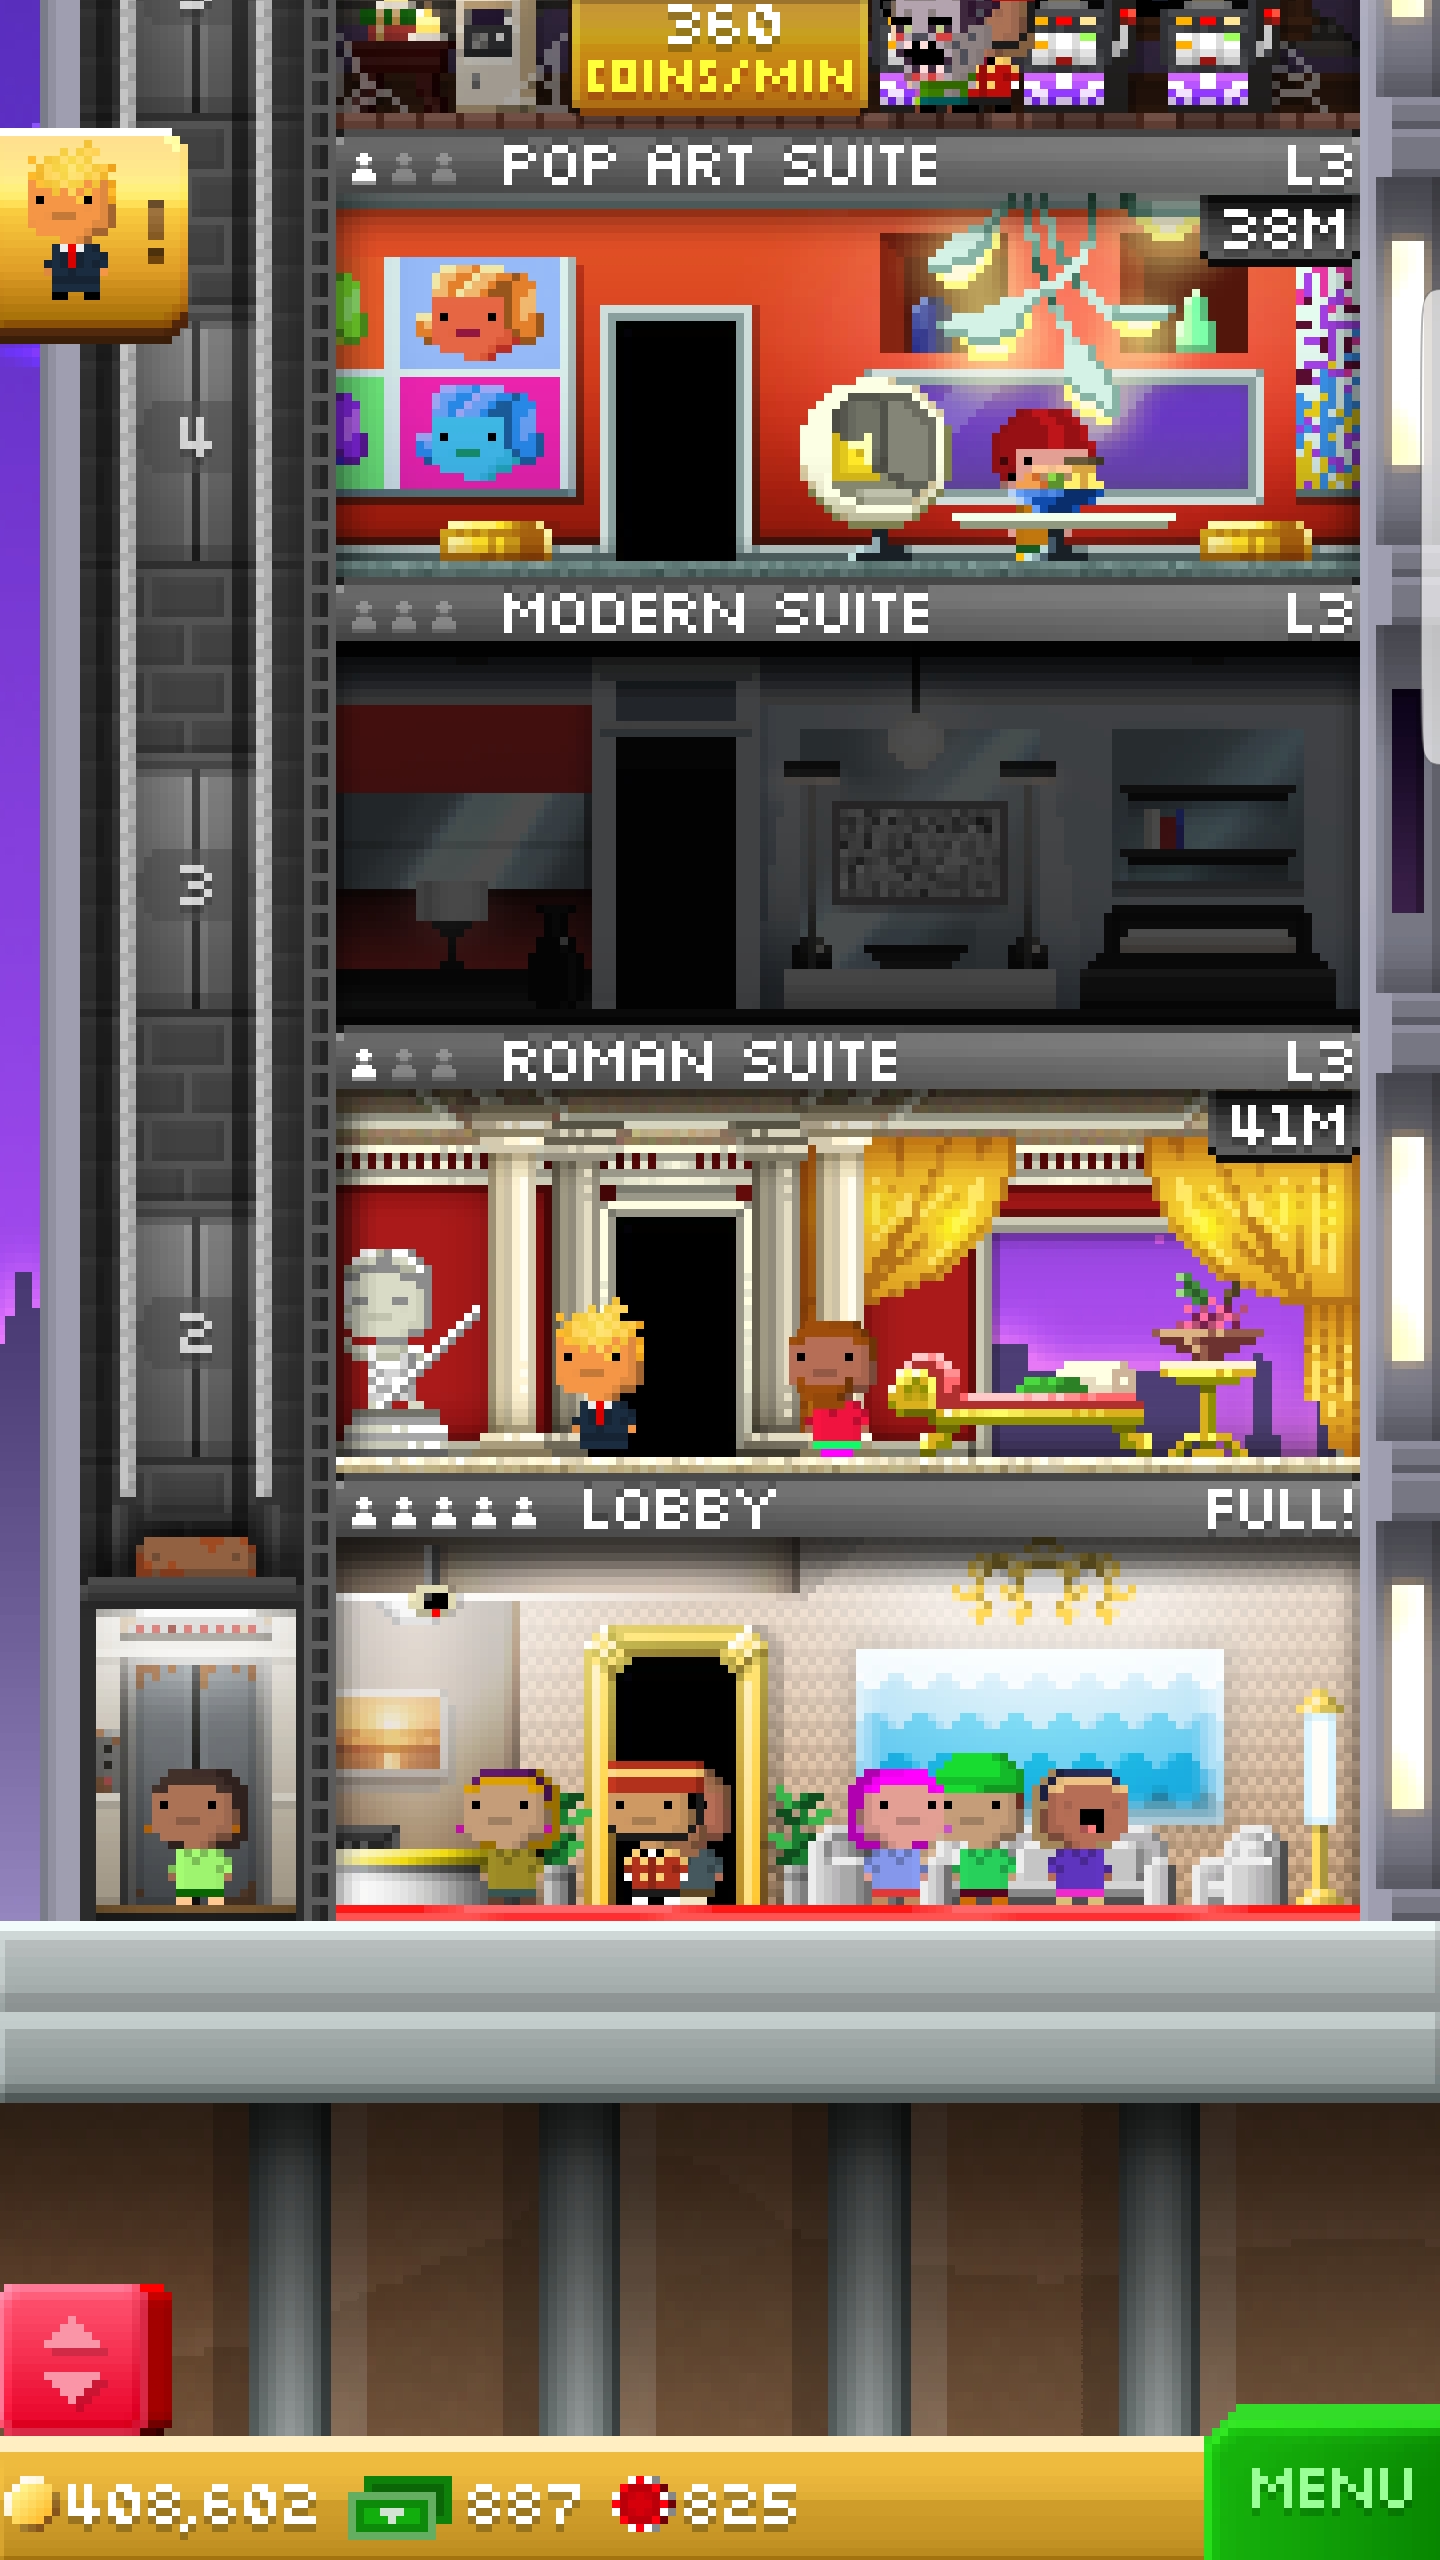 360
COINS/MIN
!
POP ART SUITE L3
38M
4
MODERN SUITE L3
3
ROMAN SUITE L3
41M
2
LOBBY FULL!
408,602 887 825
MENU